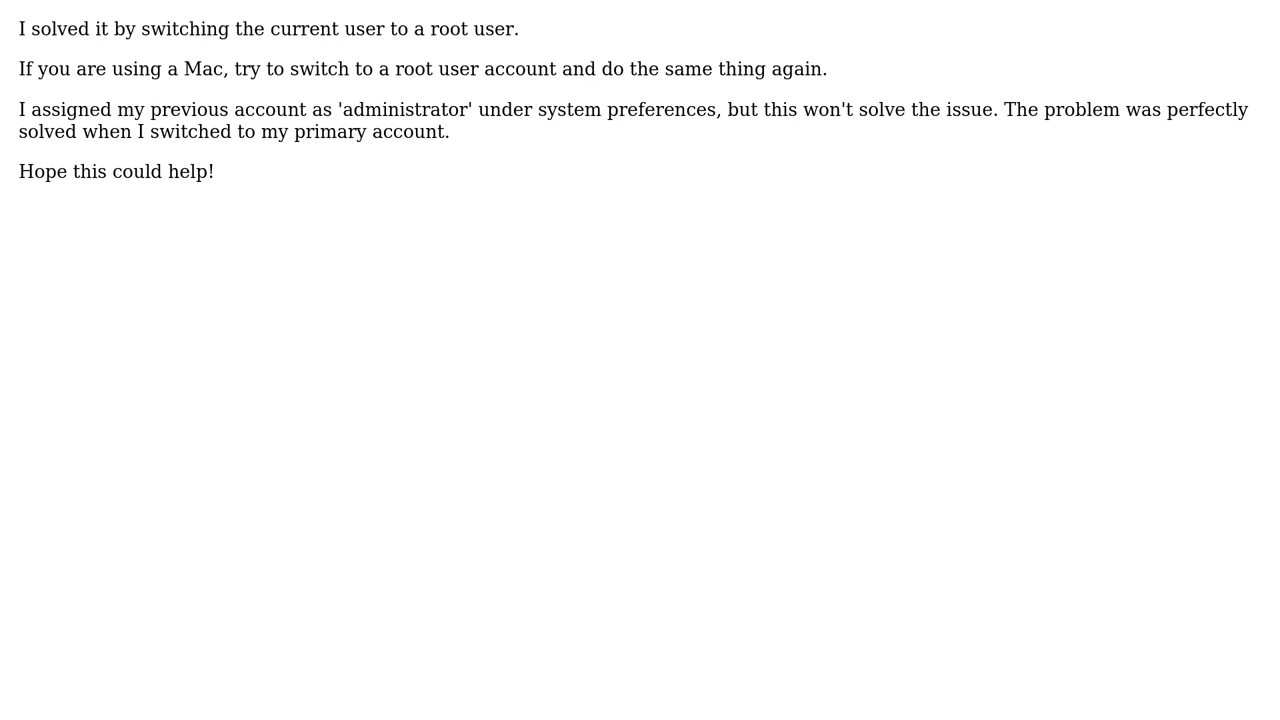 I solved it by switching the current user to a root user.
If you are using a Mac, try to switch to a root user account and do the same thing again.
I assigned my previous account as 'administrator' under system preferences, but this won't solve the issue. The problem was perfectly
solved when I switched to my primary account.
Hope this could help!